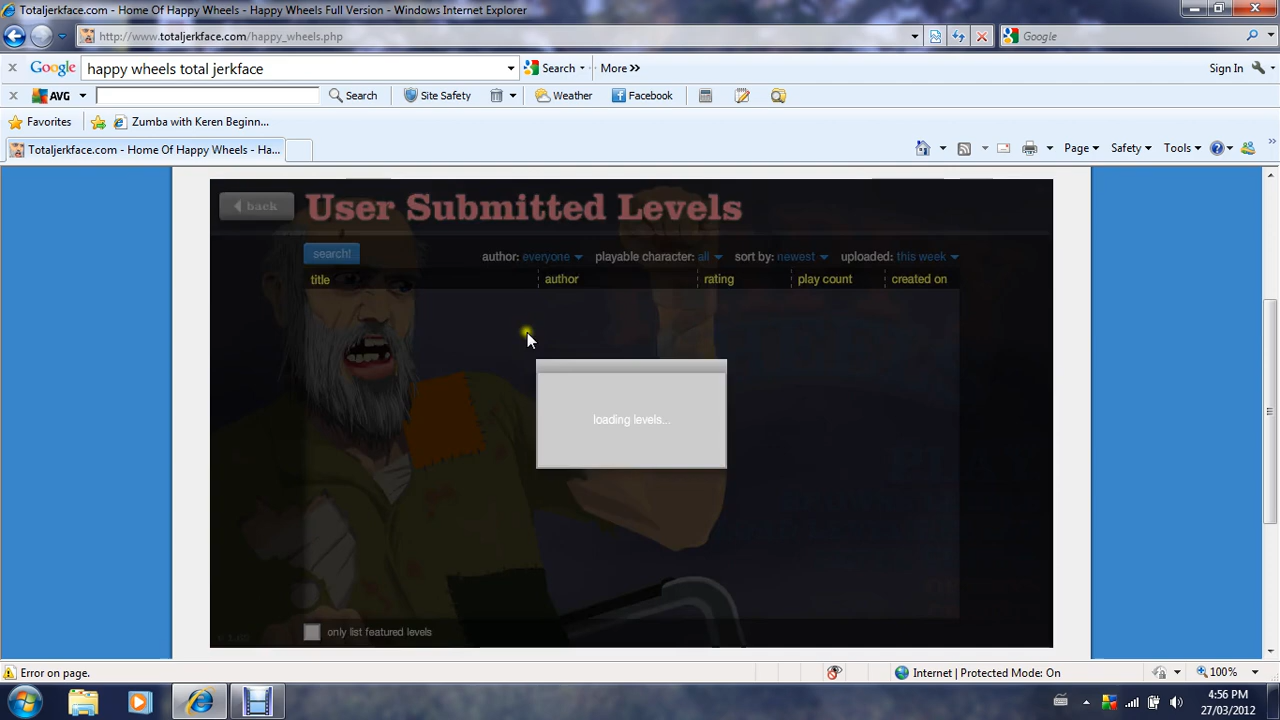 Totaljerkface.com - Home Of Happy Wheels - Happy Wheels Full Version - Windows Internet Explorer
http://www.totaljerkface.com/happy_wheels.php
Google
Google happy wheels total jerkface Search More >> Sign In
AVG Search Site Safety Weather Facebook
Favorites Zumba with Keren Beginn...
Totaljerkface.com - Home Of Happy Wheels - Ha... Page Safety Tools
back User Submitted Levels
search! author: everyone playable character: all sort by: newest uploaded: this week
title author rating play count created on
loading levels...
only list featured levels
Error on page. Internet | Protected Mode: On 100%
4:56 PM
27/03/2012